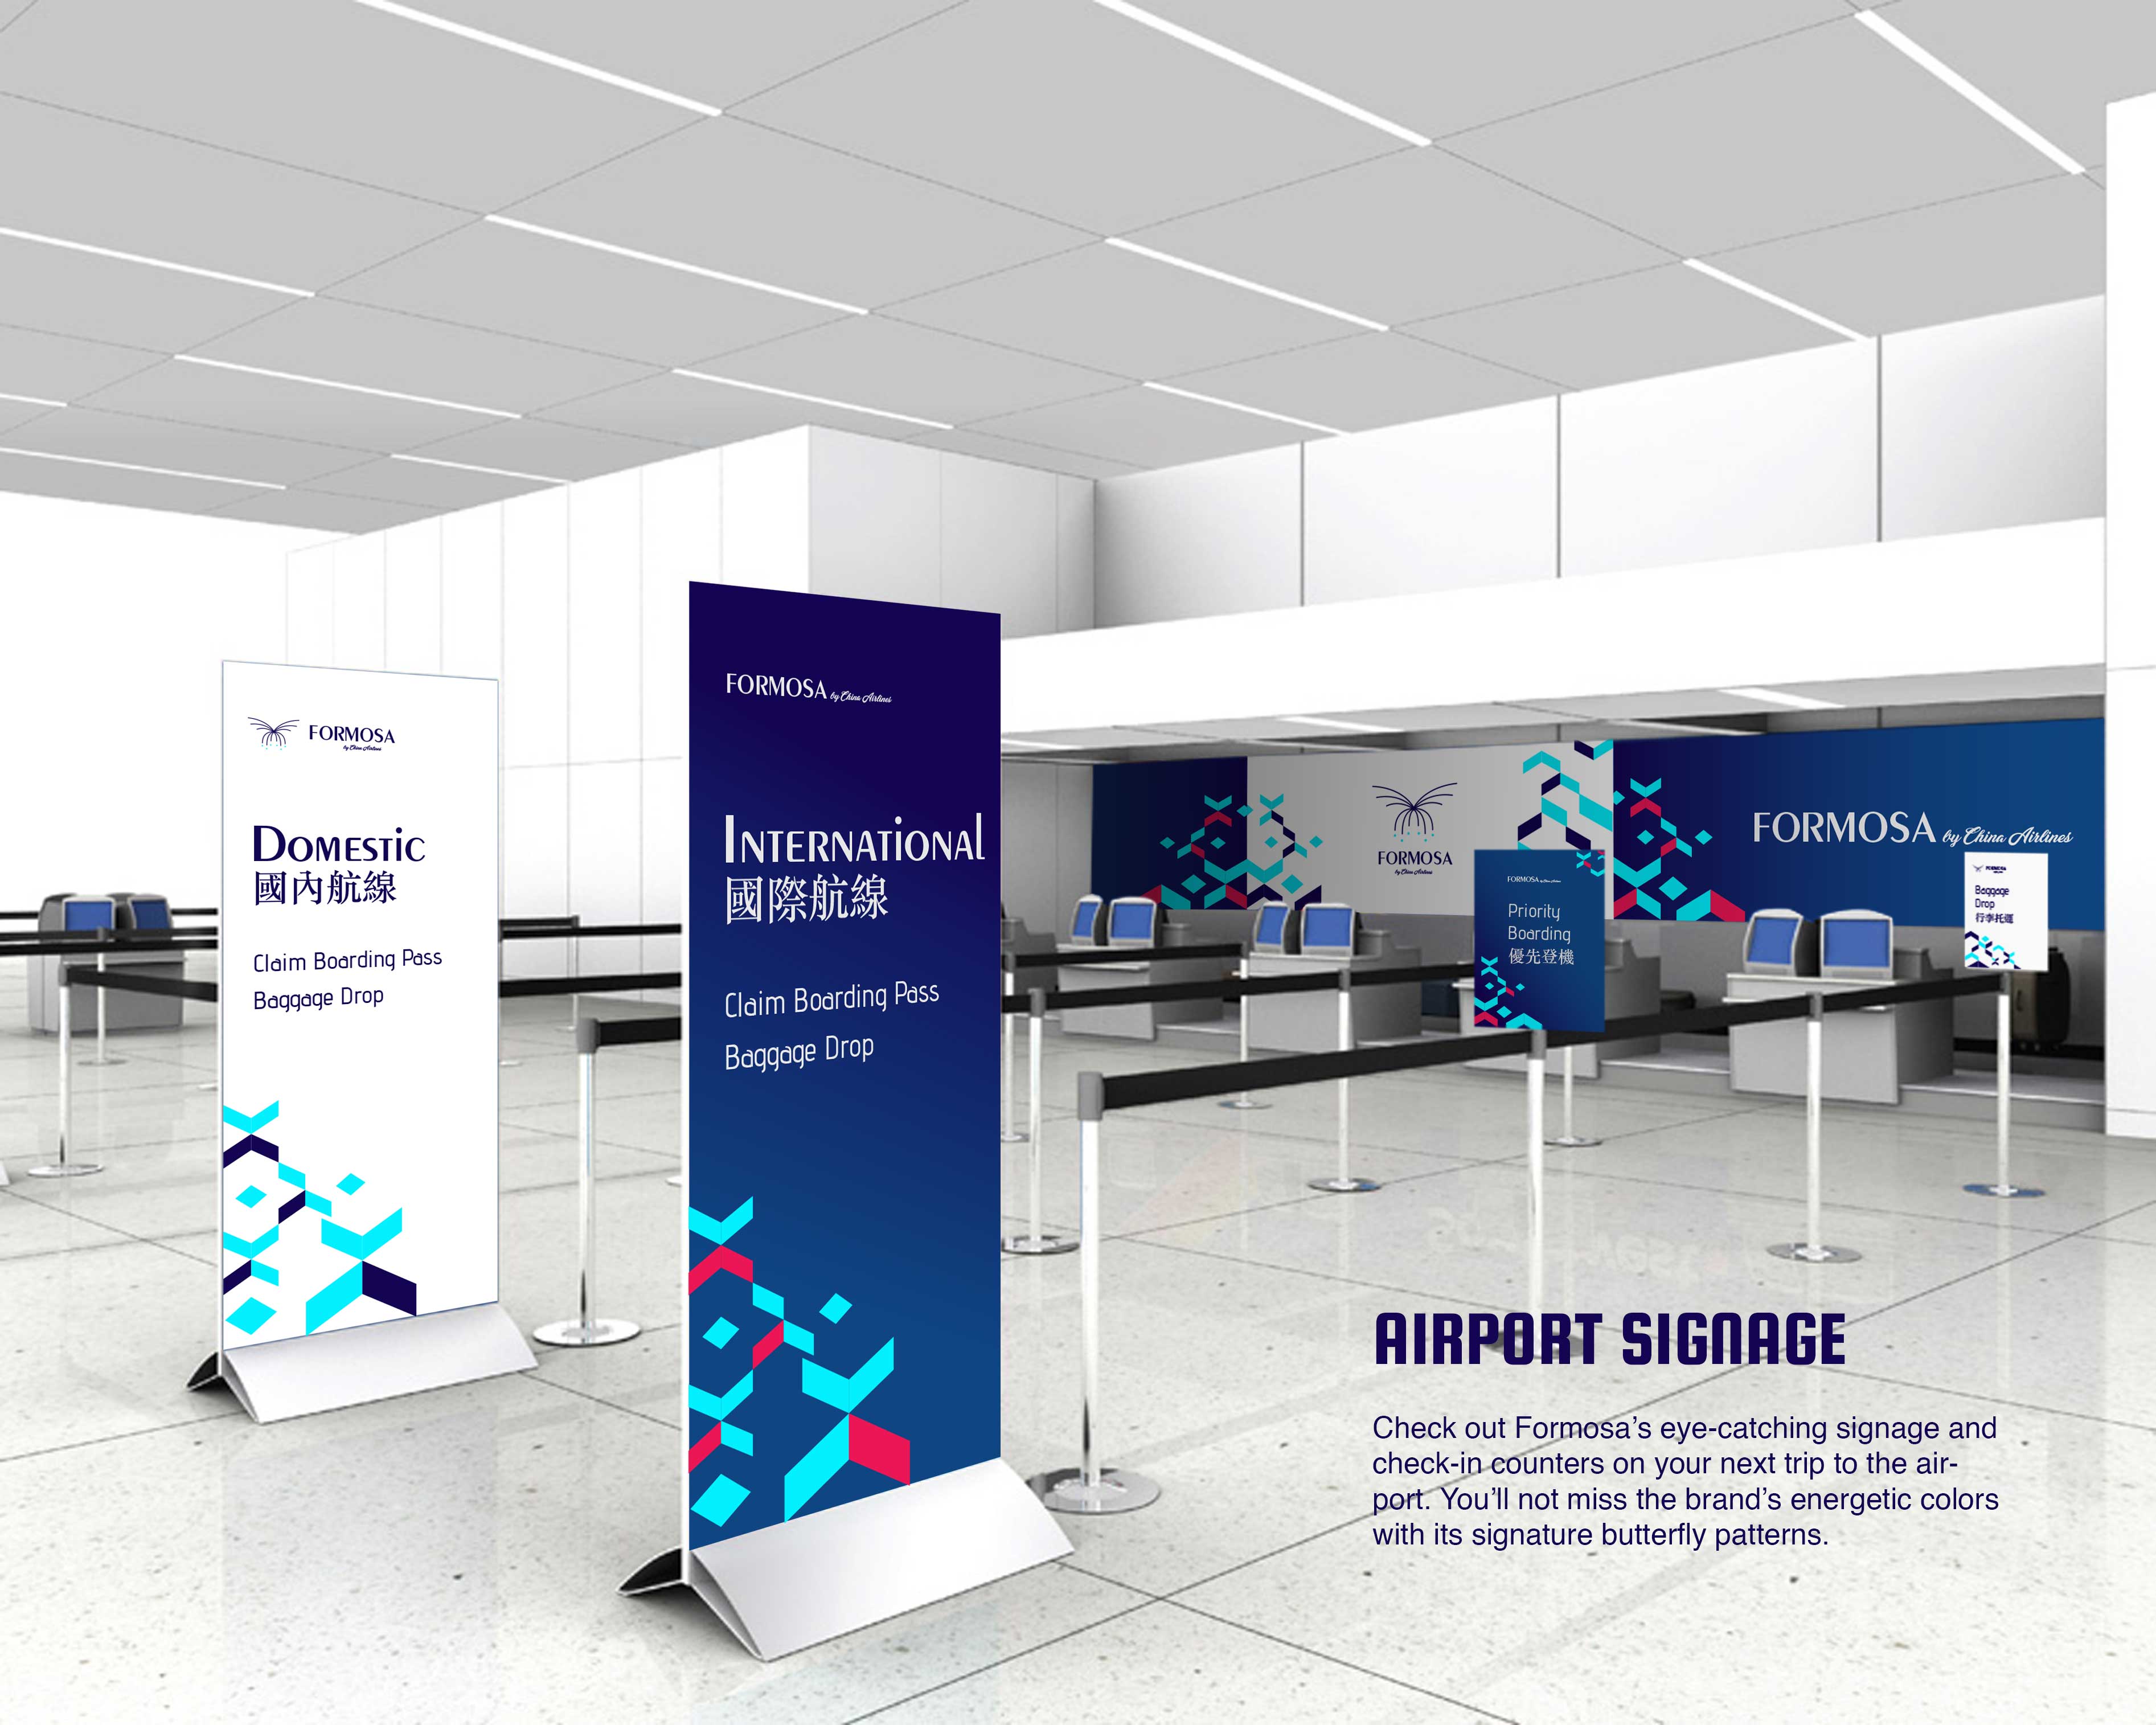 FORMOSA
by China Airlines
DOMESTiC
國內航線
Claim Boarding Pass
Baggage Drop
FORMOSA by China Airlines
INTERNATiONAL
國際航線
Claim Boarding Pass
Baggage Drop
FORMOSA
by China Airlines
FORMOSA by China Airlines
FORMOSA by China Airlines
Priority
Boarding
優先登機
FORMOSA
Baggage
Drop
行李托運
AIRPORT SIGNAGE
Check out Formosa’s eye-catching signage and
check-in counters on your next trip to the air-
port. You’ll not miss the brand’s energetic colors
with its signature butterfly patterns.